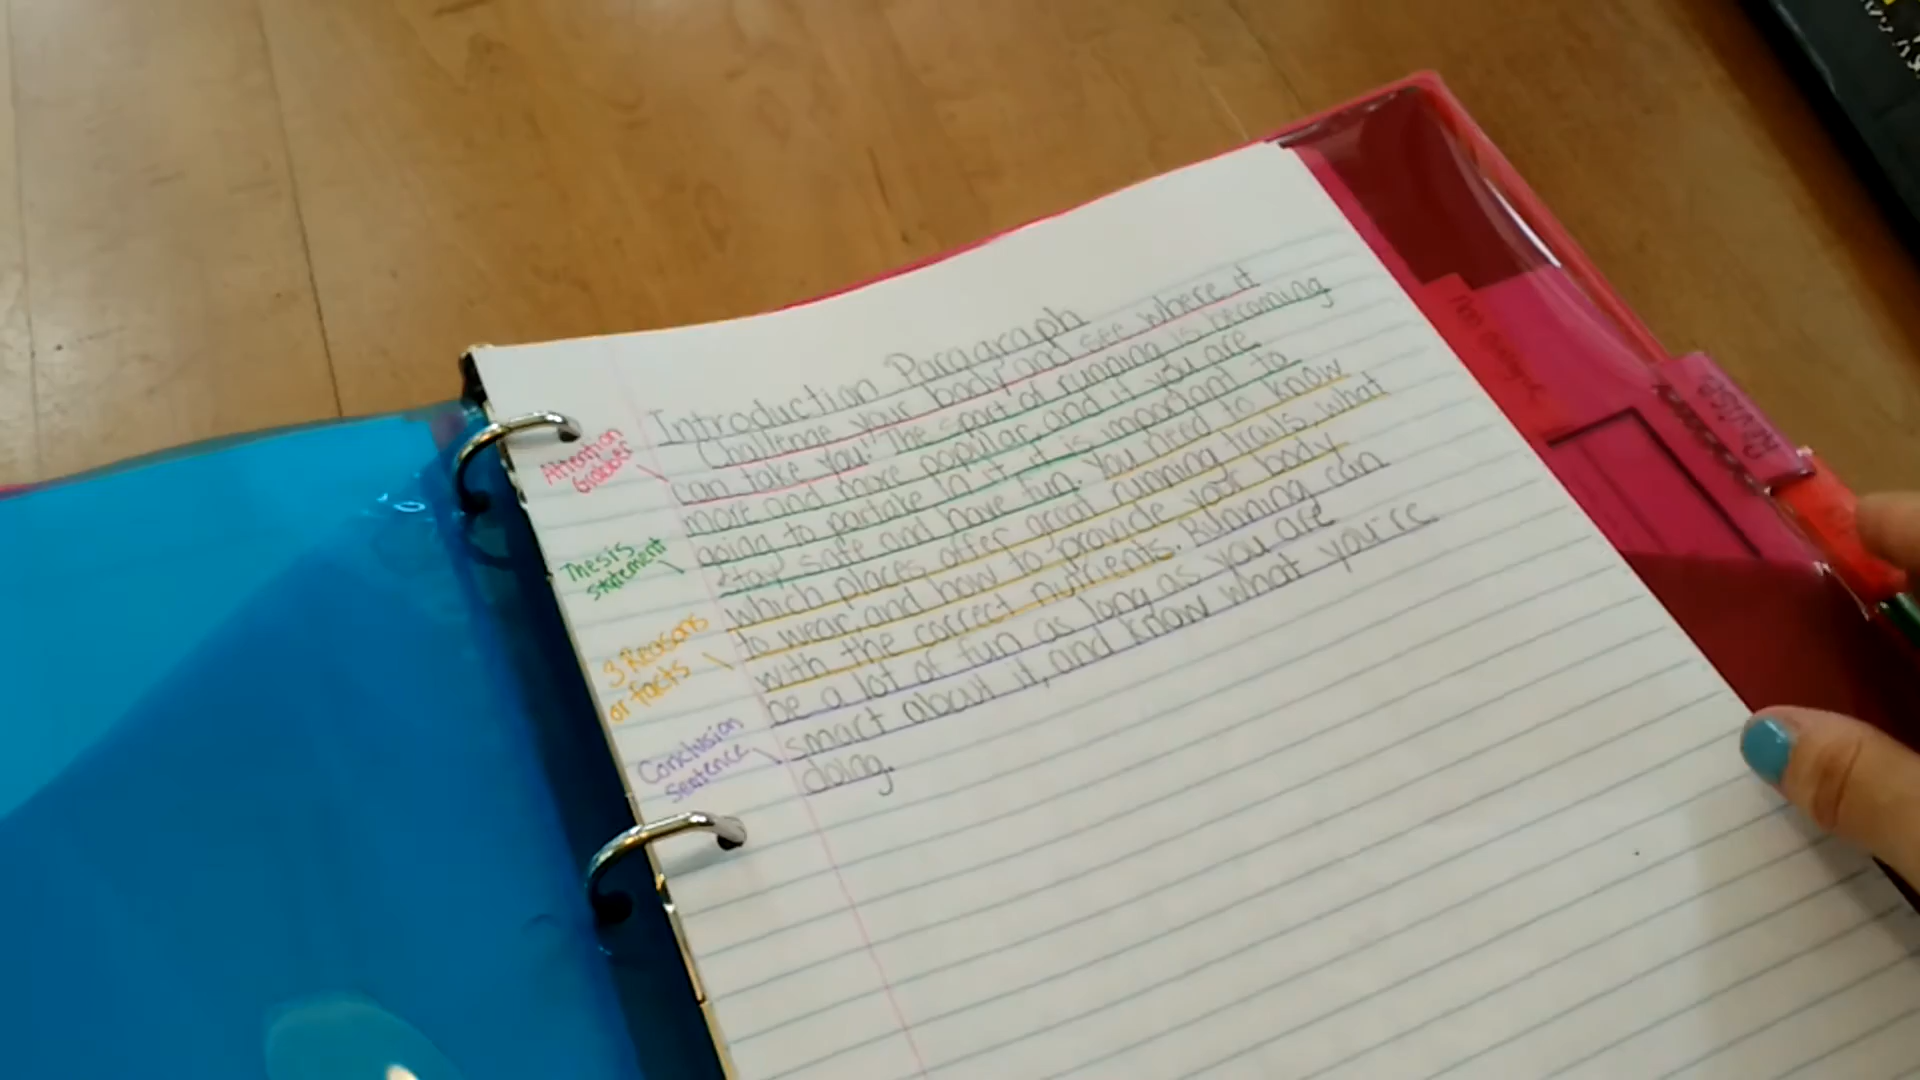 Introduction Paragraph
Challenge your body and see where it
can take you!! The sport of running is becoming
more and more popular, and if you are
going to partake in it it is important to
stay safe and have fun. You need to know
which places offer great running trails, what
to wear, and how to provide your body
with the correct nutrients. Running can
be a lot of fun as long as you are
smart about it, and know what you're
doing.
Attention
Grabber
Thesis
Statement
3 Reasons
or facts
Conclusion
Sentence
Revise